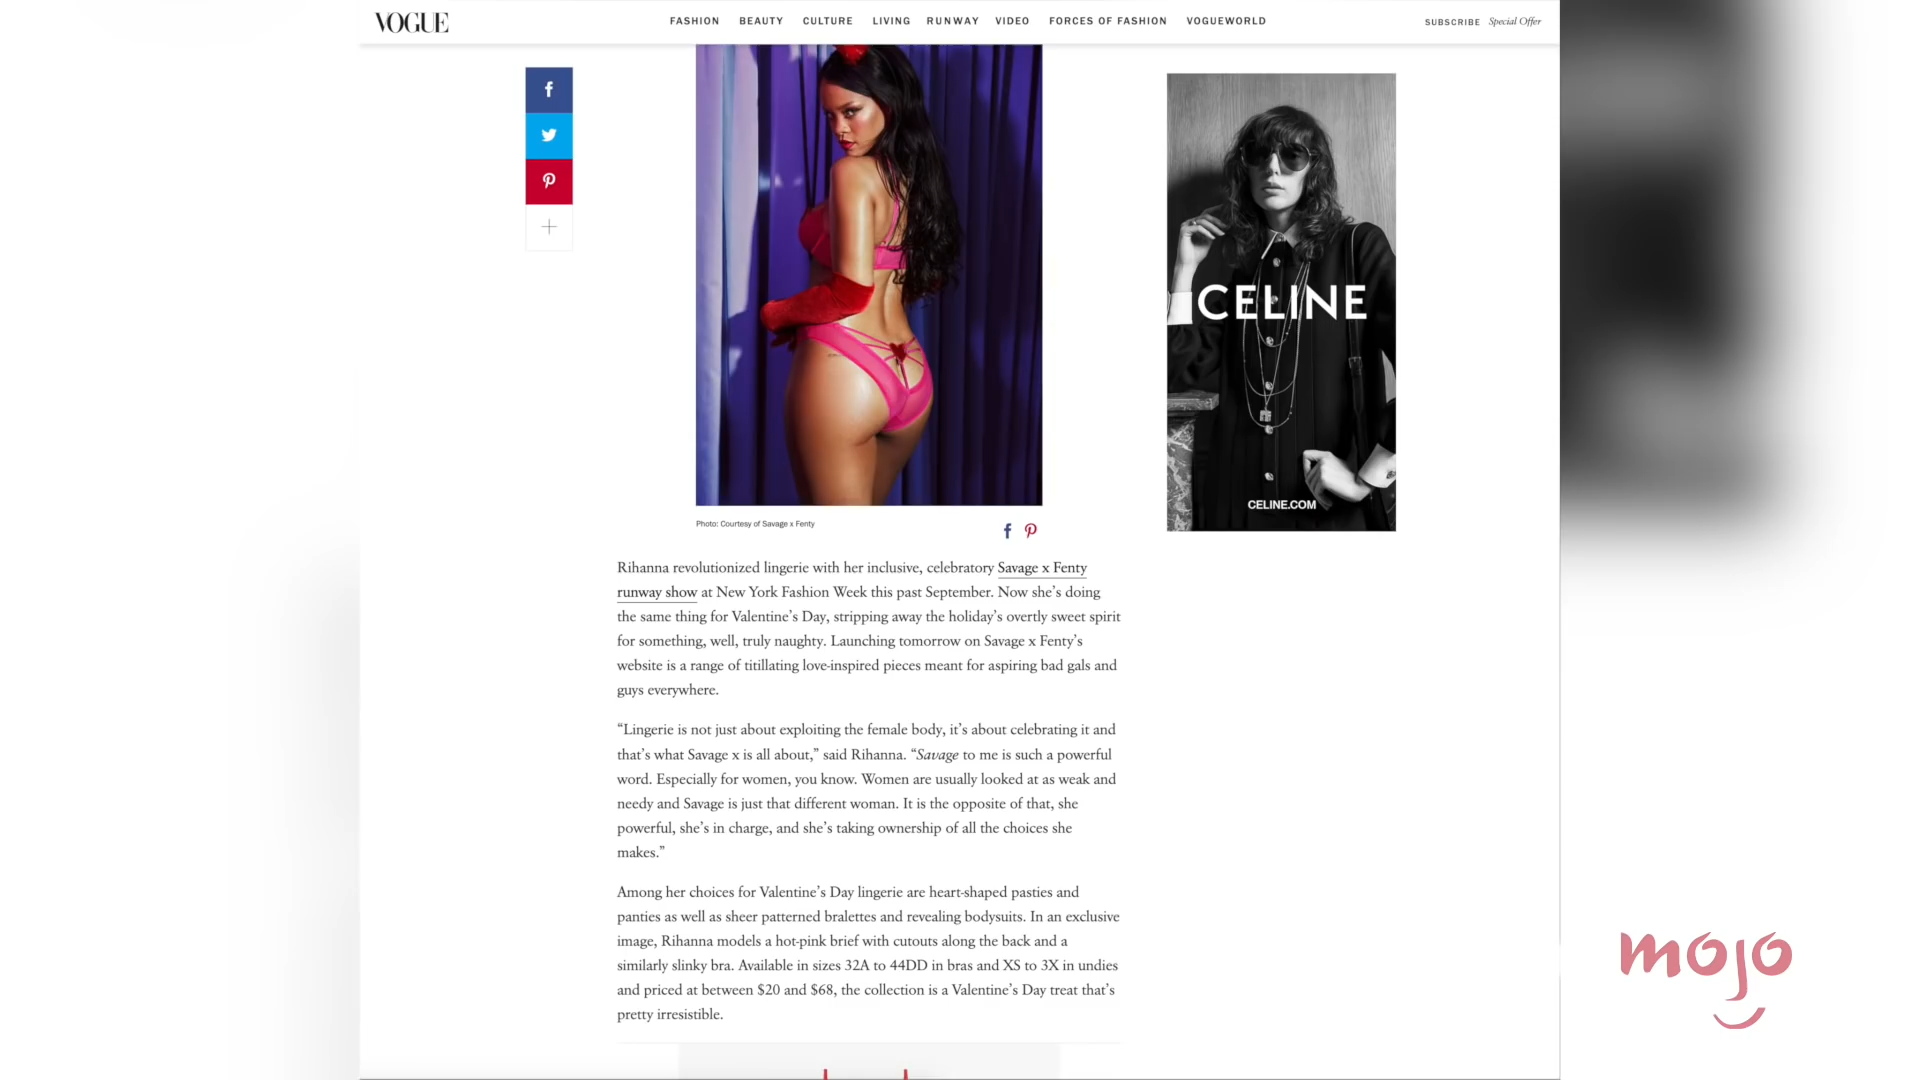 VOGUE
FASHION BEAUTY CULTURE LIVING RUNWAY VIDEO FORCES OF FASHION VOGUEWORLD
SUBSCRIBE Special Offer
CELINE
CELINE.COM
Photo: Courtesy of Savage x Fenty
Rihanna revolutionized lingerie with her inclusive, celebratory Savage x Fenty
runway show at New York Fashion Week this past September. Now she’s doing
the same thing for Valentine’s Day, stripping away the holiday’s overtly sweet spirit
for something, well, truly naughty. Launching tomorrow on Savage x Fenty’s
website is a range of titillating love-inspired pieces meant for aspiring bad gals and
guys everywhere.
“Lingerie is not just about exploiting the female body, it’s about celebrating it and
that’s what Savage x is all about,” said Rihanna. “Savage to me is such a powerful
word. Especially for women, you know. Women are usually looked at as weak and
needy and Savage is just that different woman. It is the opposite of that, she
powerful, she’s in charge, and she’s taking ownership of all the choices she
makes.”
Among her choices for Valentine’s Day lingerie are heart-shaped pasties and
panties as well as sheer patterned bralettes and revealing bodysuits. In an exclusive
image, Rihanna models a hot-pink brief with cutouts along the back and a
similarly slinky bra. Available in sizes 32A to 44DD in bras and XS to 3X in undies
and priced at between $20 and $68, the collection is a Valentine’s Day treat that’s
pretty irresistible.
mojo